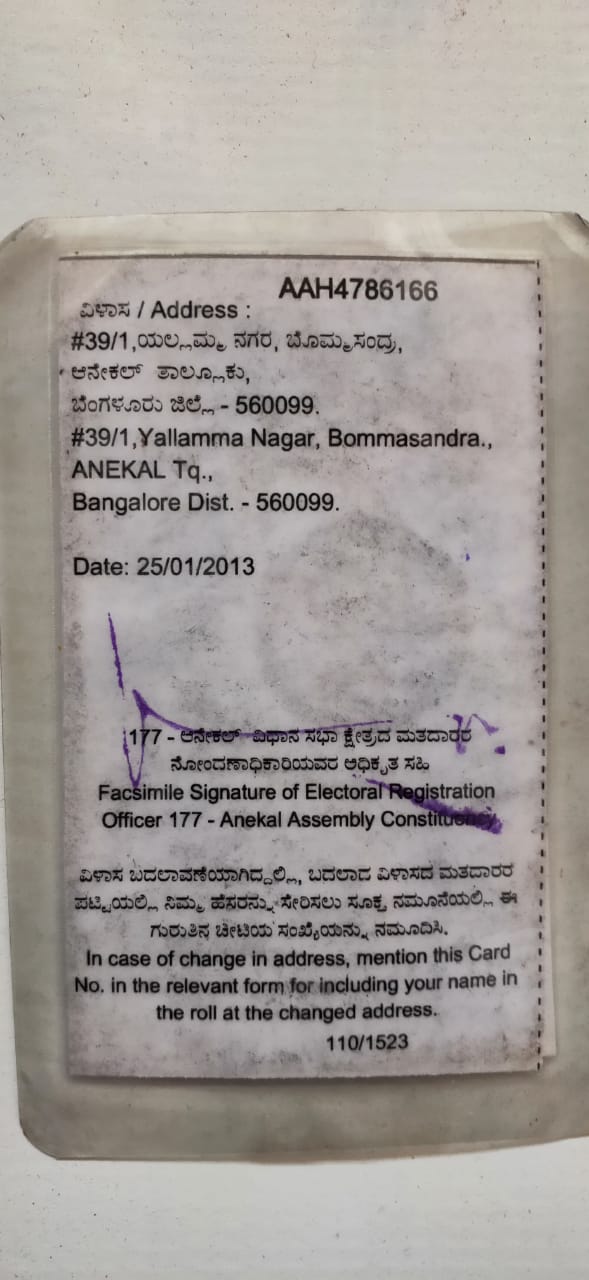 AAH4786166
ವಿಳಾಸ / Address :
#39/1,ಯಲ್ಲಮ್ಮ ನಗರ, ಬೊಮ್ಮಸಂದ್ರ,
ಆನೇಕಲ್ ತಾಲ್ಲೂಕು,
ಬೆಂಗಳೂರು ಜಿಲ್ಲೆ - 560099.
#39/1,Yallamma Nagar, Bommasandra.,
ANEKAL Tq.,
Bangalore Dist. - 560099.
Date: 25/01/2013
177 - ಆನೇಕಲ್ ವಿಧಾನ ಸಭಾ ಕ್ಷೇತ್ರದ ಮತದಾರರ
ನೋಂದಣಾಧಿಕಾರಿಯವರ ಅಧಿಕೃತ ಸಹಿ
Facsimile Signature of Electoral Registration
Officer 177 - Anekal Assembly Constituency
ವಿಳಾಸ ಬದಲಾವಣೆಯಾಗಿದ್ದಲ್ಲಿ, ಬದಲಾದ ವಿಳಾಸದ ಮತದಾರರ
ಪಟ್ಟಿಯಲ್ಲಿ ನಿಮ್ಮ ಹೆಸರನ್ನು ಸೇರಿಸಲು ಸೂಕ್ತ ನಮೂನೆಯಲ್ಲಿ ಈ
ಗುರುತಿನ ಚೀಟಿಯ ಸಂಖ್ಯೆಯನ್ನು ನಮೂದಿಸಿ.
In case of change in address, mention this Card
No. in the relevant form for including your name in
the roll at the changed address.
110/1523